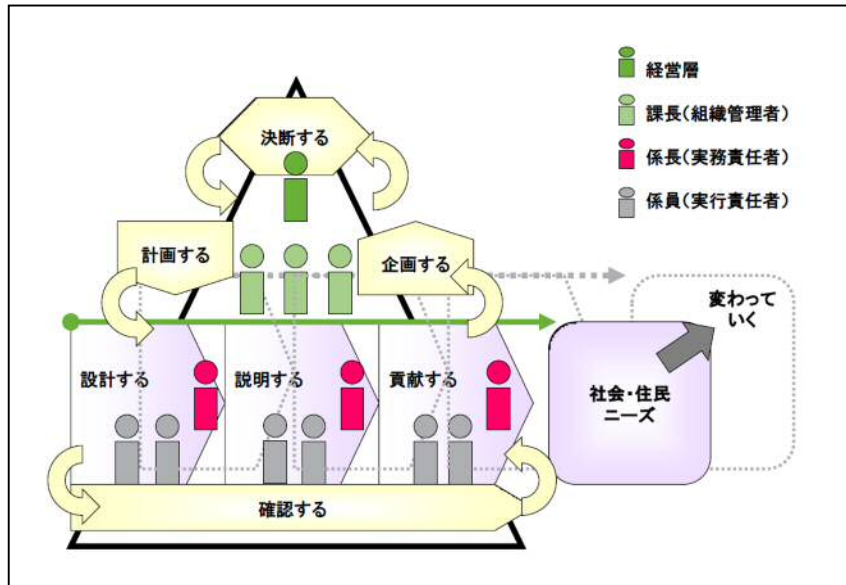 経営層
課長(組織管理者)
係長(実務責任者)
係員(実行責任者)
決断する
計画する
企画する
変わって
いく
設計する
説明する
貢献する
社会・住民
ニーズ
確認する